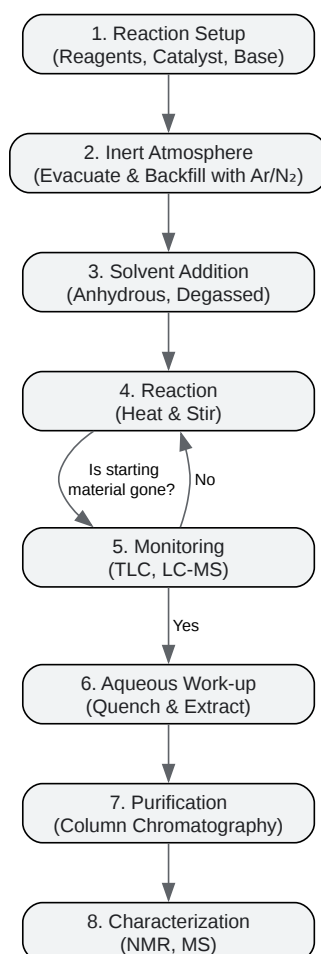 1. Reaction Setup
(Reagents, Catalyst, Base)
2. Inert Atmosphere
(Evacuate & Backfill with Ar/N₂)
3. Solvent Addition
(Anhydrous, Degassed)
4. Reaction
(Heat & Stir)
Is starting
material gone?
No
5. Monitoring
(TLC, LC-MS)
Yes
6. Aqueous Work-up
(Quench & Extract)
7. Purification
(Column Chromatography)
8. Characterization
(NMR, MS)